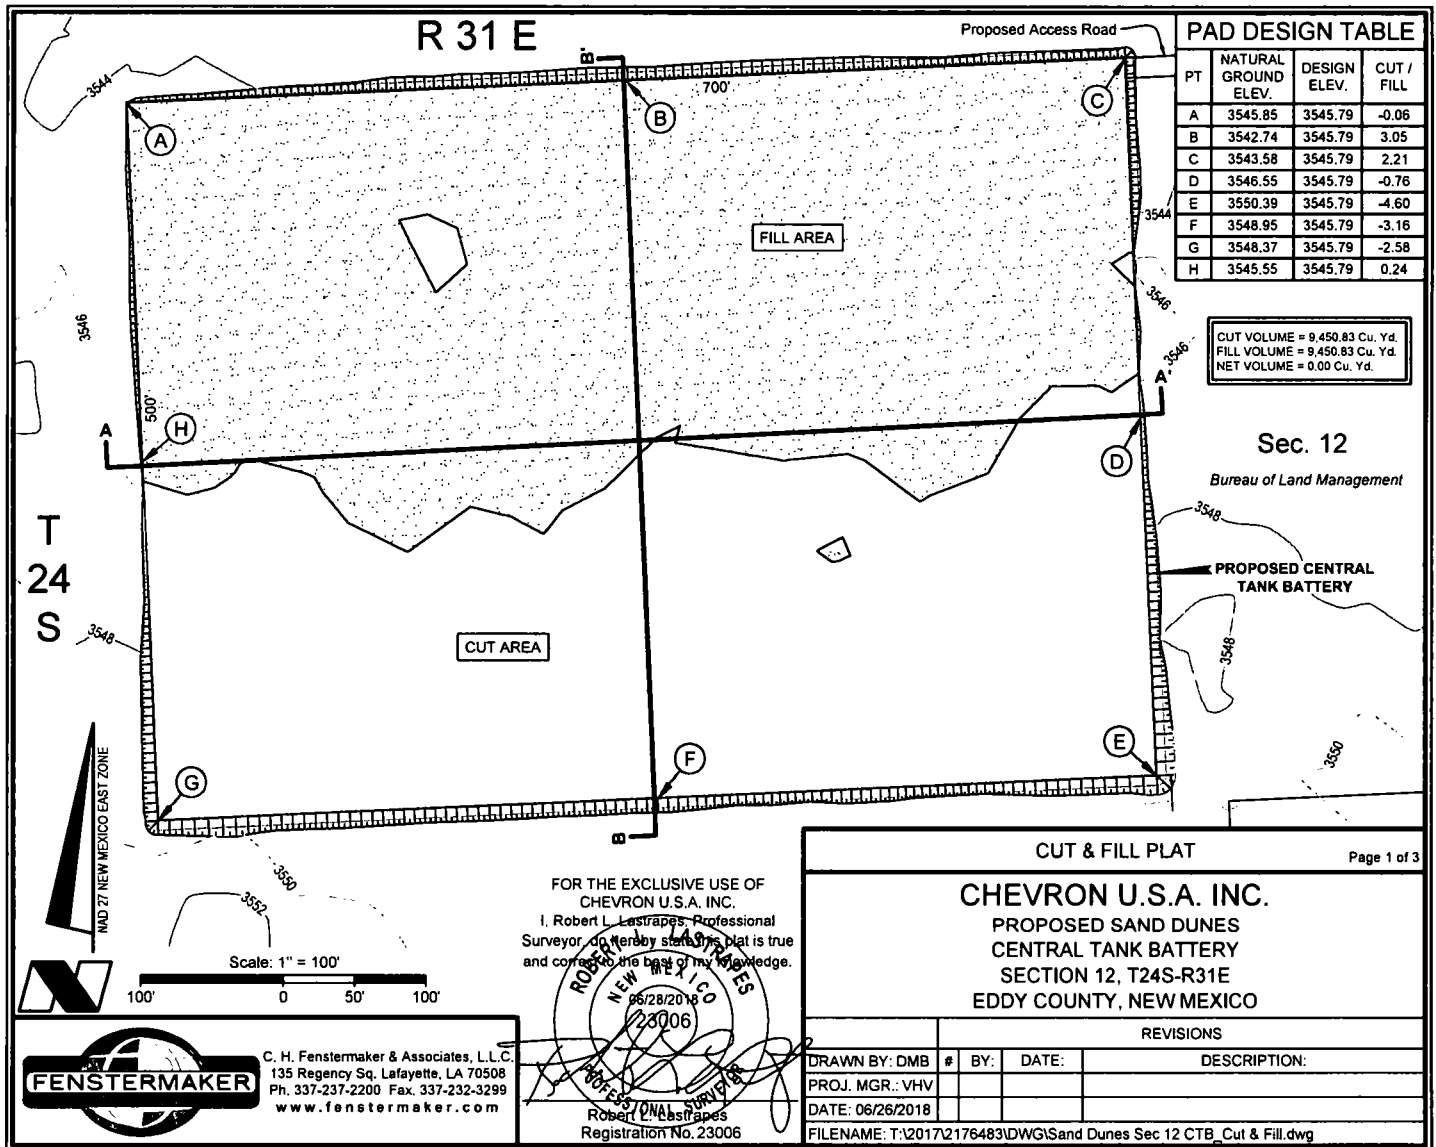 R 31 E
Proposed Access Road
PAD DESIGN TABLE
PT NATURAL GROUND ELEV. DESIGN ELEV. CUT / FILL
A 3545.85 3545.79 -0.06
B 3542.74 3545.79 3.05
C 3543.58 3545.79 2.21
D 3546.55 3545.79 -0.76
E 3550.39 3545.79 -4.60
F 3548.95 3545.79 -3.16
G 3548.37 3545.79 -2.58
H 3545.55 3545.79 0.24
CUT VOLUME = 9,450.83 Cu. Yd.
FILL VOLUME = 9,450.83 Cu. Yd.
NET VOLUME = 0.00 Cu. Yd.
3544
B'
700'
A
B
C
FILL AREA
3544
3546
3546
3546
500'
A
H
A'
D
Sec. 12
Bureau of Land Management
T
24
S
3548
PROPOSED CENTRAL
TANK BATTERY
3548
3548
CUT AREA
E
F
G
3550
B
3550
3552
NAD 27 NEW MEXICO EAST ZONE
Scale: 1" = 100'
100' 0 50' 100'
FOR THE EXCLUSIVE USE OF
CHEVRON U.S.A. INC.
I, Robert L. Lastrapes, Professional
Surveyor, do hereby state this plat is true
and correct to the best of my knowledge.
ROBERT L. LASTRAPES
NEW MEXICO
06/28/2018
23006
PROFESSIONAL SURVEYOR
Robert L. Lastrapes
Registration No. 23006
FENSTERMAKER
C. H. Fenstermaker & Associates, L.L.C.
135 Regency Sq. Lafayette, LA 70508
Ph. 337-237-2200 Fax. 337-232-3299
www.fenstermaker.com
CUT & FILL PLAT
Page 1 of 3
CHEVRON U.S.A. INC.
PROPOSED SAND DUNES
CENTRAL TANK BATTERY
SECTION 12, T24S-R31E
EDDY COUNTY, NEW MEXICO
REVISIONS
DRAWN BY: DMB # BY: DATE: DESCRIPTION:
PROJ. MGR.: VHV
DATE: 06/26/2018
FILENAME: T:\2017\2176483\DWG\Sand Dunes Sec 12 CTB_Cut & Fill.dwg